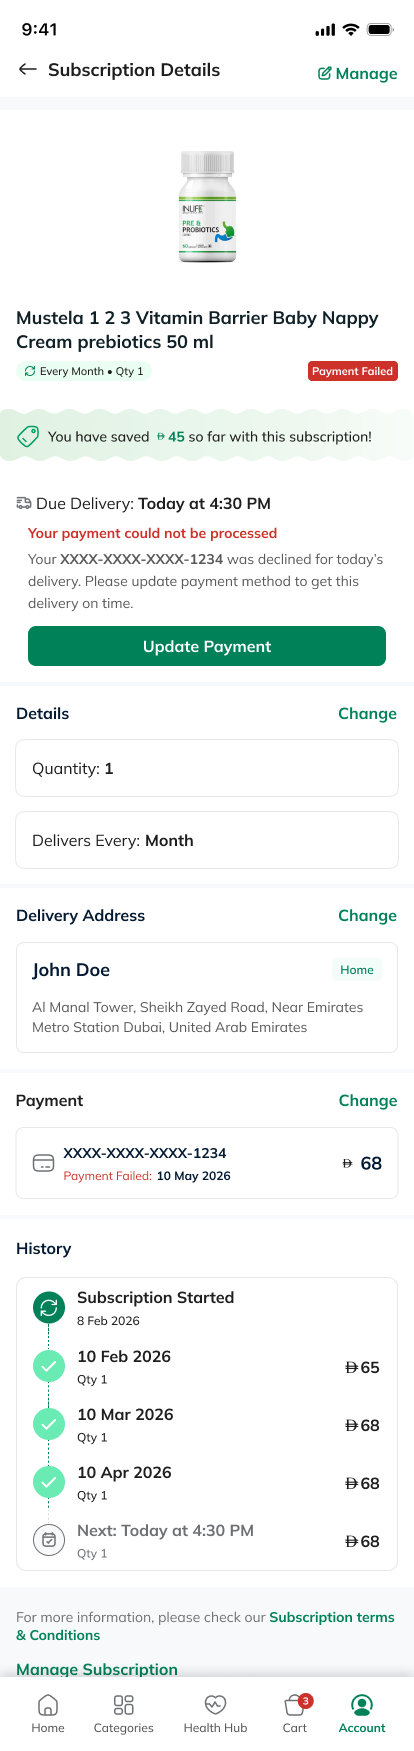 9:41
Subscription Details
Manage
INLIFE
PRE &
PROBIOTICS
Mustela 1 2 3 Vitamin Barrier Baby Nappy
Cream prebiotics 50 ml
Every Month • Qty 1
Payment Failed
You have saved 45 so far with this subscription!
Due Delivery: Today at 4:30 PM
Your payment could not be processed
Your XXXX-XXXX-XXXX-1234 was declined for today’s
delivery. Please update payment method to get this
delivery on time.
Update Payment
Details
Change
Quantity: 1
Delivers Every: Month
Delivery Address
Change
John Doe
Home
Al Manal Tower, Sheikh Zayed Road, Near Emirates
Metro Station Dubai, United Arab Emirates
Payment
Change
XXXX-XXXX-XXXX-1234
Payment Failed: 10 May 2026
68
History
Subscription Started
8 Feb 2026
10 Feb 2026
Qty 1
65
10 Mar 2026
Qty 1
68
10 Apr 2026
Qty 1
68
Next: Today at 4:30 PM
Qty 1
68
For more information, please check our Subscription terms
& Conditions
Manage Subscription
Home
Categories
Health Hub
3
Cart
Account